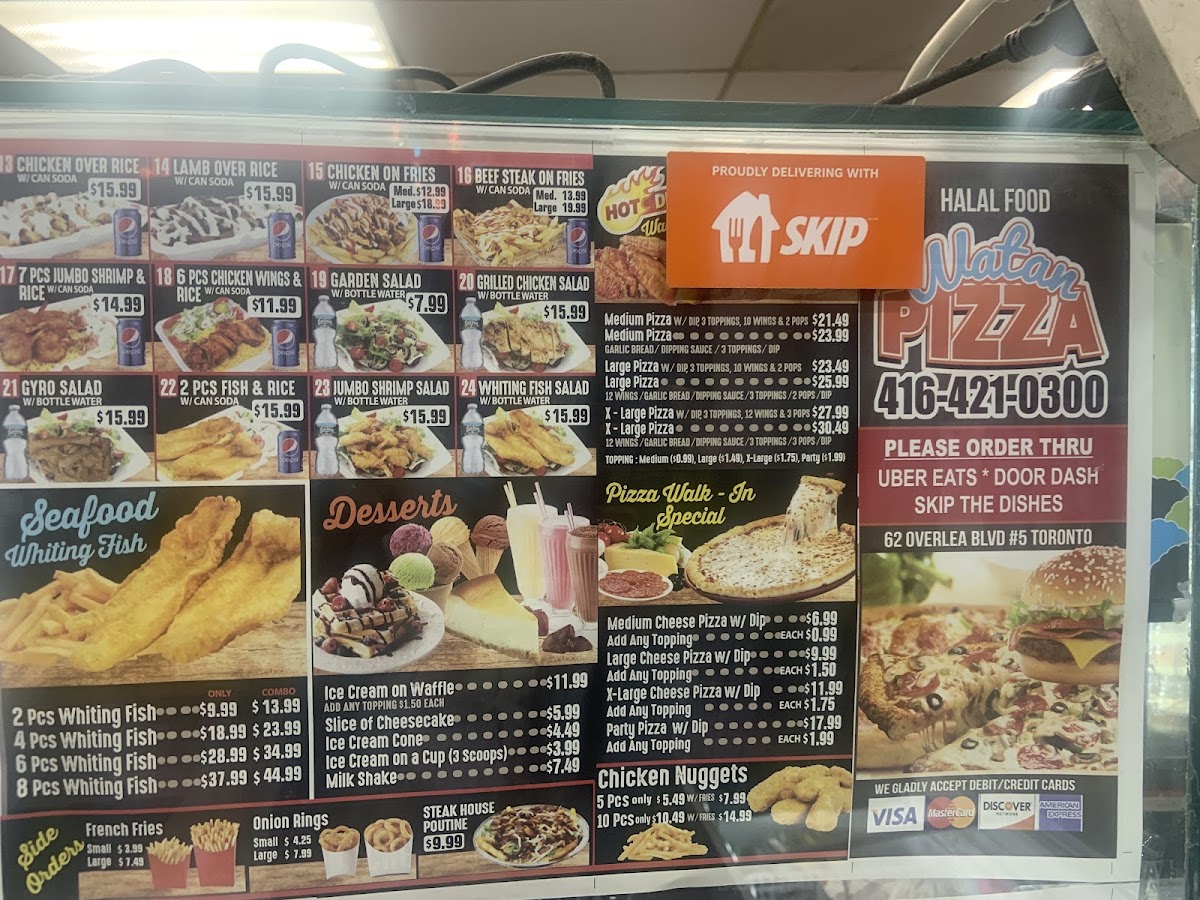 13 CHICKEN OVER RICE
W/ CAN SODA
$15.99
14 LAMB OVER RICE
W/ CAN SODA
$15.99
15 CHICKEN ON FRIES
W/ CAN SODA
Med. $12.99
Large $18.99
16 BEEF STEAK ON FRIES
W/ CAN SODA
Med. 13.99
Large 19.99
17 7 PCS JUMBO SHRIMP &
RICE W/ CAN SODA
$14.99
18 6 PCS CHICKEN WINGS &
RICE W/ CAN SODA
$11.99
19 GARDEN SALAD
W/ BOTTLE WATER
$7.99
20 GRILLED CHICKEN SALAD
W/ BOTTLE WATER
$15.99
21 GYRO SALAD
W/ BOTTLE WATER
$15.99
22 2 PCS FISH & RICE
W/ CAN SODA
$15.99
23 JUMBO SHRIMP SALAD
W/ BOTTLE WATER
$15.99
24 WHITING FISH SALAD
W/ BOTTLE WATER
$15.99
Seafood
Whiting Fish
ONLY COMBO
2 Pcs Whiting Fish $9.99 $ 13.99
4 Pcs Whiting Fish $18.99 $ 23.99
6 Pcs Whiting Fish $28.99 $ 34.99
8 Pcs Whiting Fish $37.99 $ 44.99
Desserts
Ice Cream on Waffle $11.99
ADD ANY TOPPING $1.50 EACH
Slice of Cheesecake $5.99
Ice Cream Cone $4.49
Ice Cream on a Cup (3 Scoops) $3.99
Milk Shake $7.49
Side
Orders
French Fries
Small $ 3.99
Large $ 7.49
Onion Rings
Small $ 4.25
Large $ 7.99
STEAK HOUSE
POUTINE
$9.99
HOT
PROUDLY DELIVERING WITH
SKIP
Medium Pizza W/ DIP, 3 TOPPINGS, 10 WINGS & 2 POPS $21.49
Medium Pizza $23.99
GARLIC BREAD / DIPPING SAUCE / 3 TOPPINGS / DIP
Large Pizza W/ DIP, 3 TOPPINGS, 10 WINGS & 2 POPS $23.49
Large Pizza $25.99
12 WINGS / GARLIC BREAD / DIPPING SAUCE / 3 TOPPINGS / 2 POPS / DIP
X - Large Pizza W/ DIP, 3 TOPPINGS, 12 WINGS & 3 POPS $27.99
X - Large Pizza $30.49
12 WINGS / GARLIC BREAD / DIPPING SAUCE / 3 TOPPINGS / 3 POPS / DIP
TOPPING : Medium ($0.99), Large ($1.49), X-Large ($1.75), Party ($1.99)
Pizza Walk - In
Special
Medium Cheese Pizza w/ Dip $6.99
Add Any Topping EACH $0.99
Large Cheese Pizza w/ Dip $9.99
Add Any Topping EACH $1.50
X-Large Cheese Pizza w/ Dip $11.99
Add Any Topping EACH $1.75
Party Pizza w/ Dip $17.99
Add Any Topping EACH $1.99
Chicken Nuggets
5 Pcs only $ 5.49 W/ FRIES $7.99
10 Pcs only $10.49 W/ FRIES $14.99
HALAL FOOD
Watan
PIZZA
416-421-0300
PLEASE ORDER THRU
UBER EATS * DOOR DASH
SKIP THE DISHES
62 OVERLEA BLVD #5 TORONTO
WE GLADLY ACCEPT DEBIT/CREDIT CARDS
VISA
MasterCard
DISCOVER
NETWORK
AMERICAN
EXPRESS